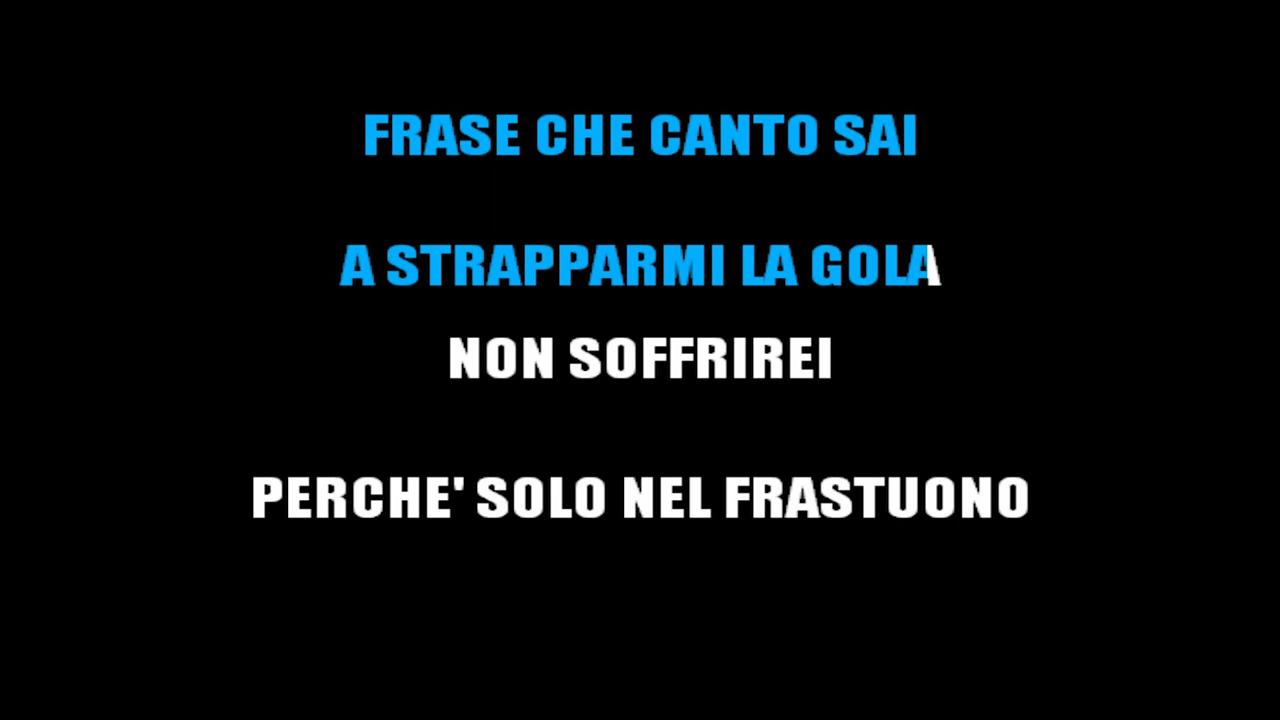 FRASE CHE CANTO SAI
A STRAPPARMI LA GOLA
NON SOFFRIREI
PERCHE' SOLO NEL FRASTUONO